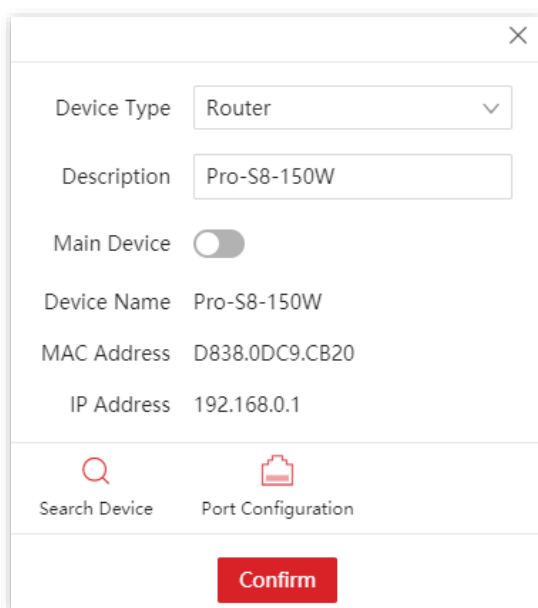 Device Type Router
Description Pro-S8-150W
Main Device
Device Name Pro-S8-150W
MAC Address D838.0DC9.CB20
IP Address 192.168.0.1
Search Device Port Configuration
Confirm